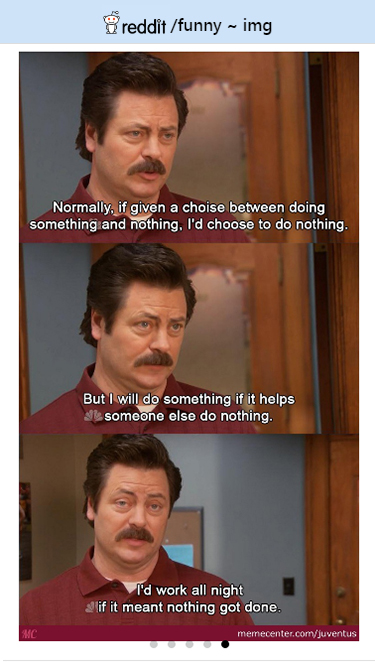 reddit /funny ~ img
Normally, if given a choise between doing
something and nothing, I'd choose to do nothing.
But I will do something if it helps
someone else do nothing.
I'd work all night
if it meant nothing got done.
MC
memecenter.com/juventus